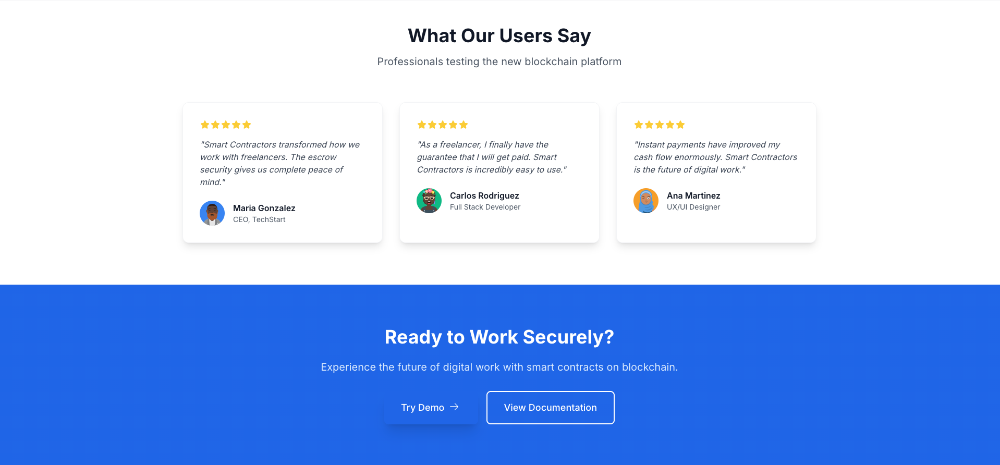 What Our Users Say
Professionals testing the new blockchain platform
"Smart Contractors transformed how we
work with freelancers. The escrow
security gives us complete peace of
mind."
Maria Gonzalez
CEO, TechStart
"As a freelancer, I finally have the
guarantee that I will get paid. Smart
Contractors is incredibly easy to use."
Carlos Rodriguez
Full Stack Developer
"Instant payments have improved my
cash flow enormously. Smart Contractors
is the future of digital work."
Ana Martinez
UX/UI Designer
Ready to Work Securely?
Experience the future of digital work with smart contracts on blockchain.
Try Demo
View Documentation